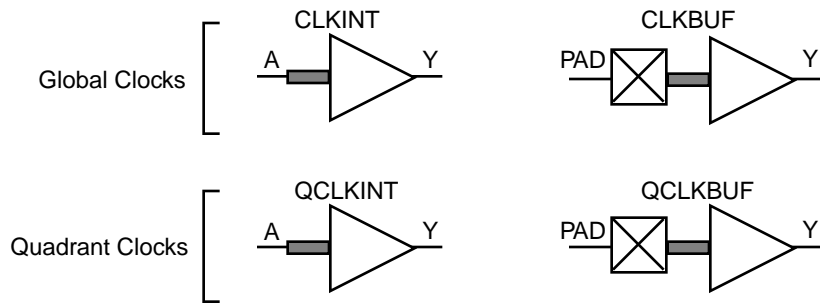 CLKINT
CLKBUF
Global Clocks
A
Y
PAD
Y
QCLKINT
QCLKBUF
Quadrant Clocks
A
Y
PAD
Y